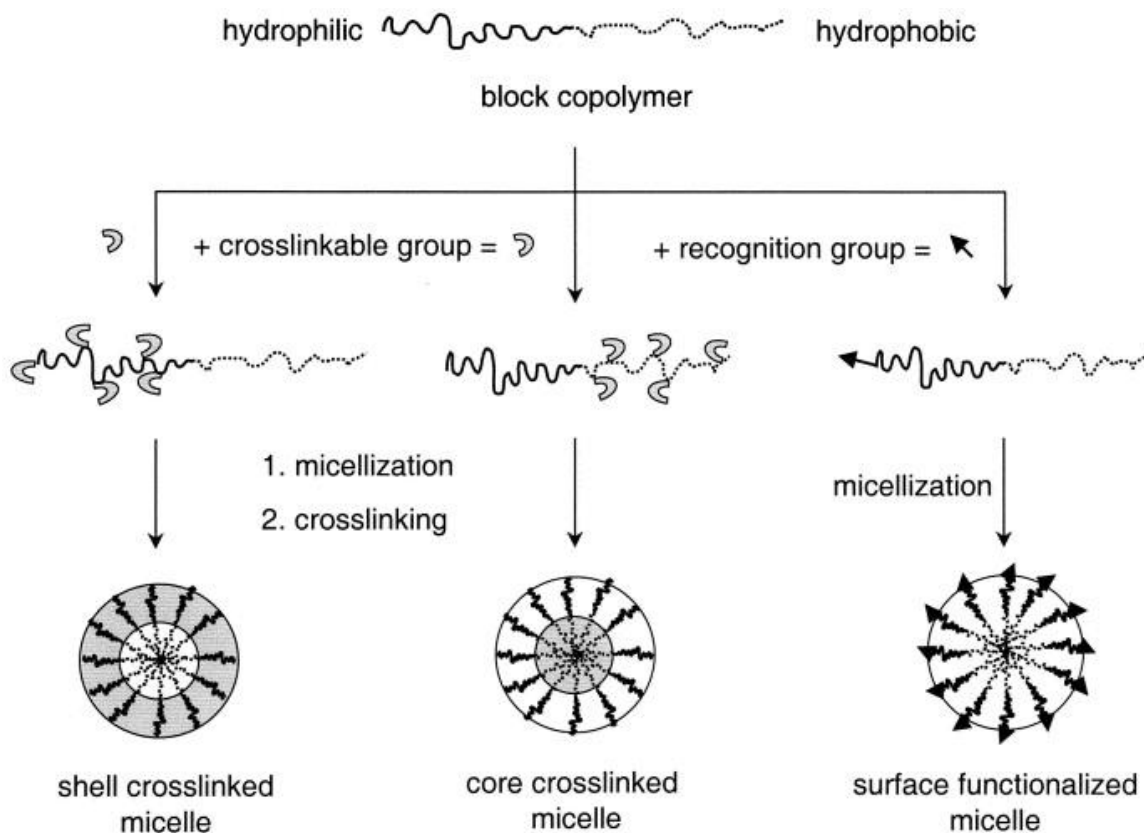 hydrophilic hydrophobic
block copolymer
+ crosslinkable group = + recognition group =
1. micellization
2. crosslinking
micellization
shell crosslinked
micelle
core crosslinked
micelle
surface functionalized
micelle